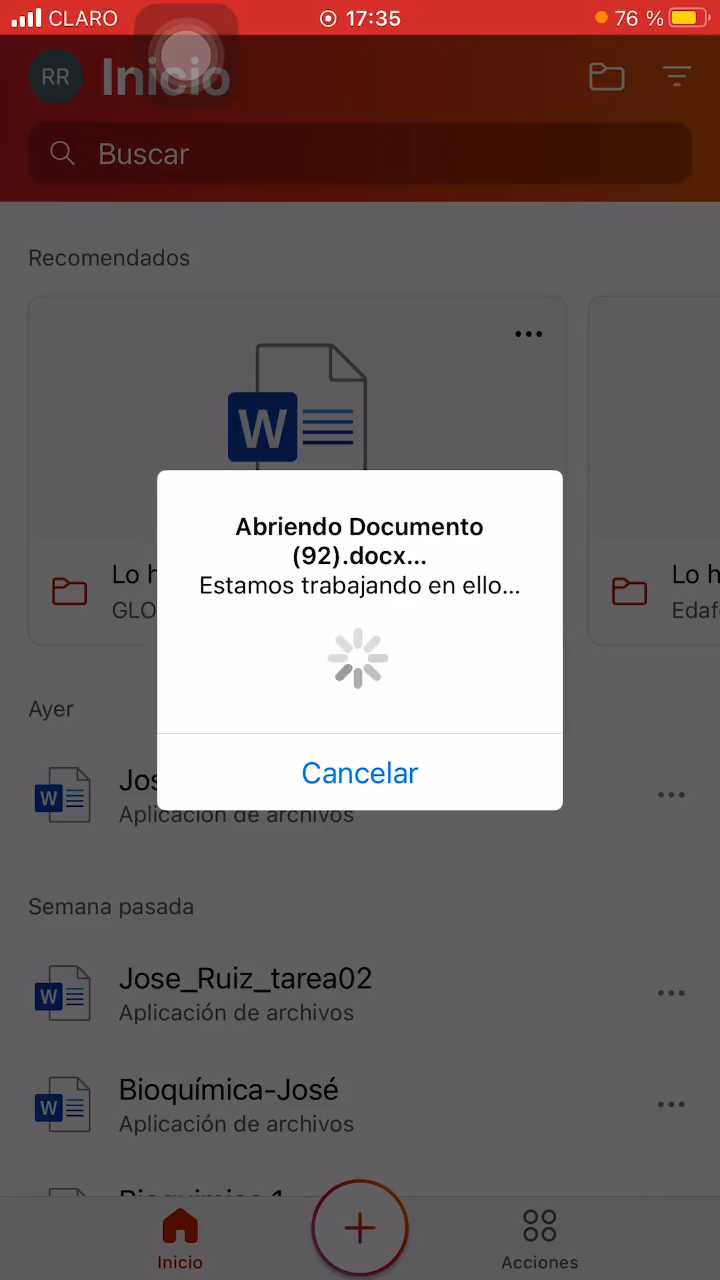 CLARO 17:35 76 %
RR Inicio
Buscar
Recomendados
W
Abriendo Documento
(92).docx...
Estamos trabajando en ello...
Cancelar
Lo
GLO
Lo
Edaf
Ayer
W
Jos
Aplicación de archivos
Semana pasada
W
Jose_Ruiz_tarea02
Aplicación de archivos
W
Bioquímica-José
Aplicación de archivos
Inicio
Acciones